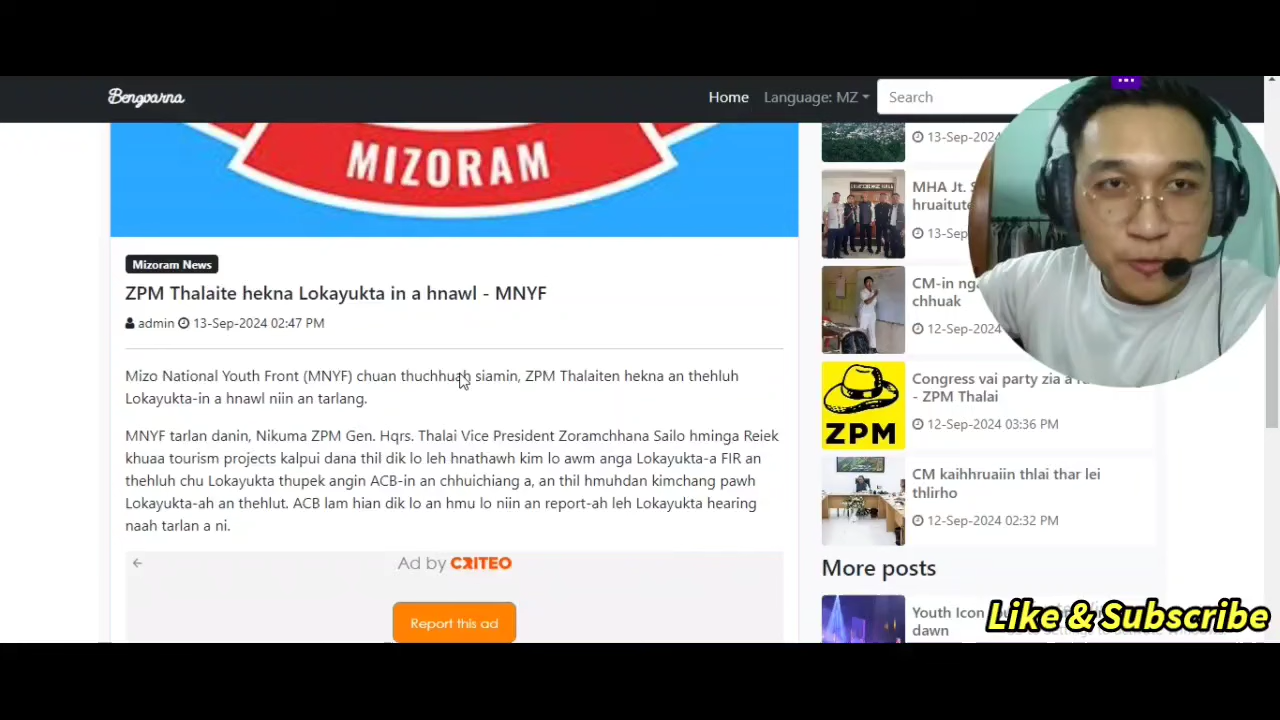 Bengvarna
Home
Language: MZ
Search
MIZORAM
Mizoram News
ZPM Thalaite hekna Lokayukta in a hnawl - MNYF
admin 13-Sep-2024 02:47 PM
Mizo National Youth Front (MNYF) chuan thuchhuah siamin, ZPM Thalaiten hekna an thehluh
Lokayukta-in a hnawl niin an tarlang.
MNYF tarlan danin, Nikuma ZPM Gen. Hqrs. Thalai Vice President Zoramchhana Sailo hminga Reiek
khuaa tourism projects kalpui dana thil dik lo leh hnathawh kim lo awm anga Lokayukta-a FIR an
thehluh chu Lokayukta thupek angin ACB-in an chhuichiang a, an thil hmuhdan kimchang pawh
Lokayukta-ah an thehlut. ACB lam hian dik lo an hmu lo niin an report-ah leh Lokayukta hearing
naah tarlan a ni.
Ad by CRITEO
Report this ad
13-Sep-2024
CONFERENCE HALL
MHA Jt. S
hruaitute
13-Sep
CM-in nga
chhuak
12-Sep-2024
Congress vai party zia a
- ZPM Thalai
ZPM
12-Sep-2024 03:36 PM
CM kaihhruaiin thlai thar lei
thlirho
12-Sep-2024 02:32 PM
More posts
Youth Icon
dawn
Like & Subscribe